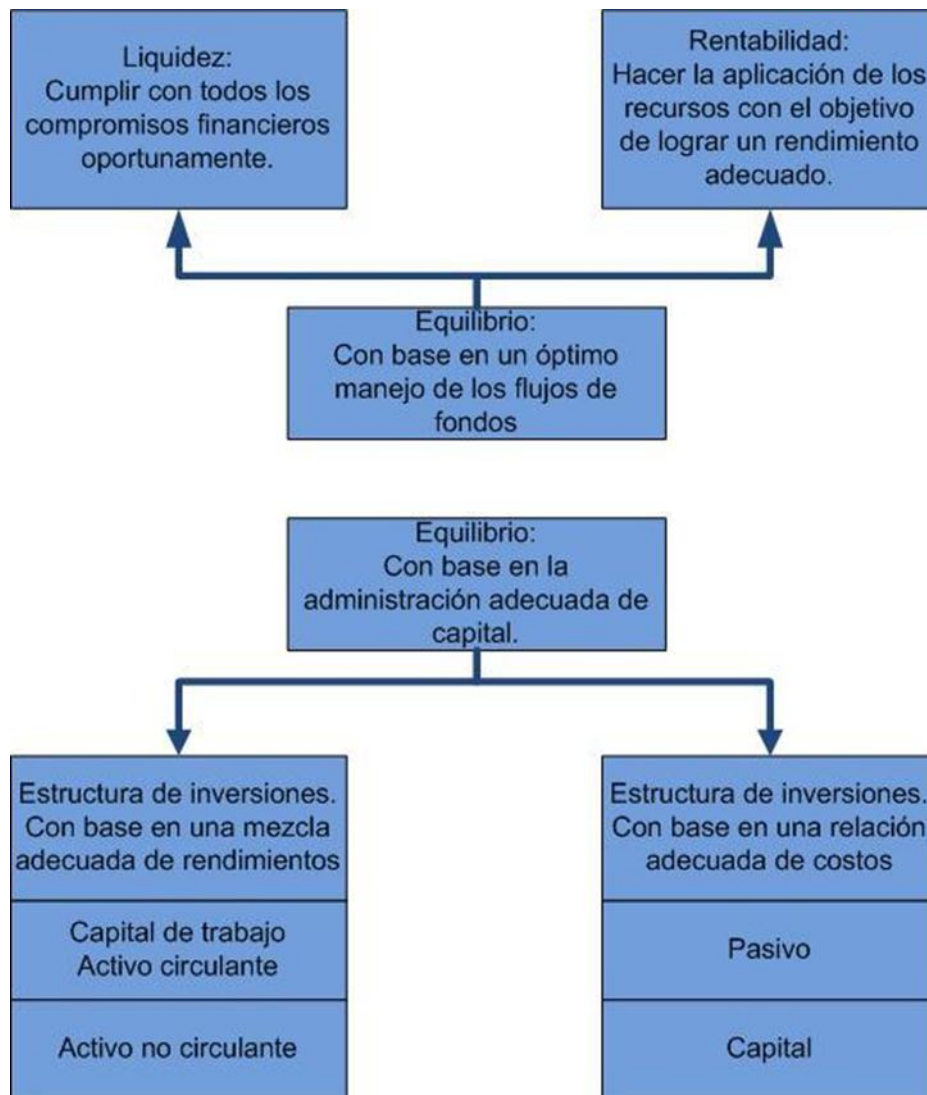 Liquidez:
Cumplir con todos los
compromisos financieros
oportunamente.
Rentabilidad:
Hacer la aplicación de los
recursos con el objetivo
de lograr un rendimiento
adecuado.
Equilibrio:
Con base en un óptimo
manejo de los flujos de
fondos
Equilibrio:
Con base en la
administración adecuada de
capital.
Estructura de inversiones.
Con base en una mezcla
adecuada de rendimientos
Capital de trabajo
Activo circulante
Activo no circulante
Estructura de inversiones.
Con base en una relación
adecuada de costos
Pasivo
Capital